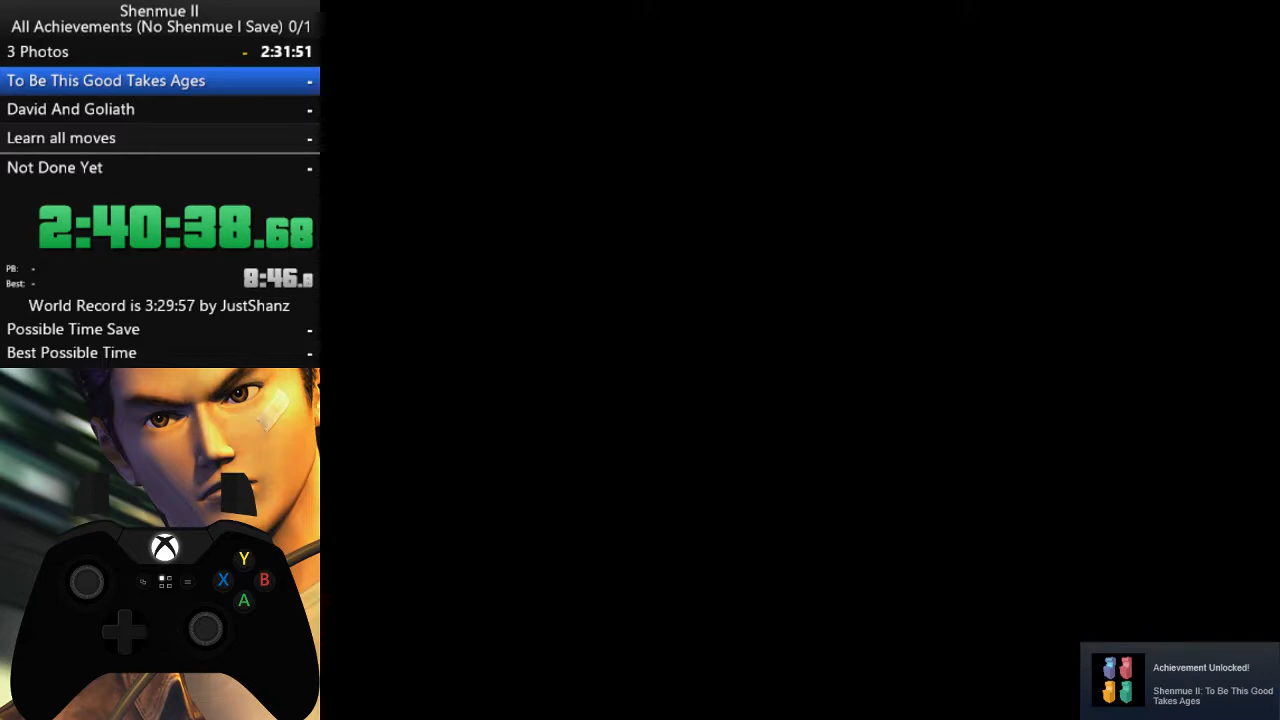 Shenmue II
All Achievements (No Shenmue I Save) 0/1
3 Photos - 2:31:51
To Be This Good Takes Ages -
David And Goliath -
Learn all moves -
Not Done Yet -
2:40:38.68
PB: -
Best: -
8:46.8
World Record is 3:29:57 by JustShanz
Possible Time Save -
Best Possible Time -
Y
X B
A
Achievement Unlocked!
Shenmue II: To Be This Good
Takes Ages